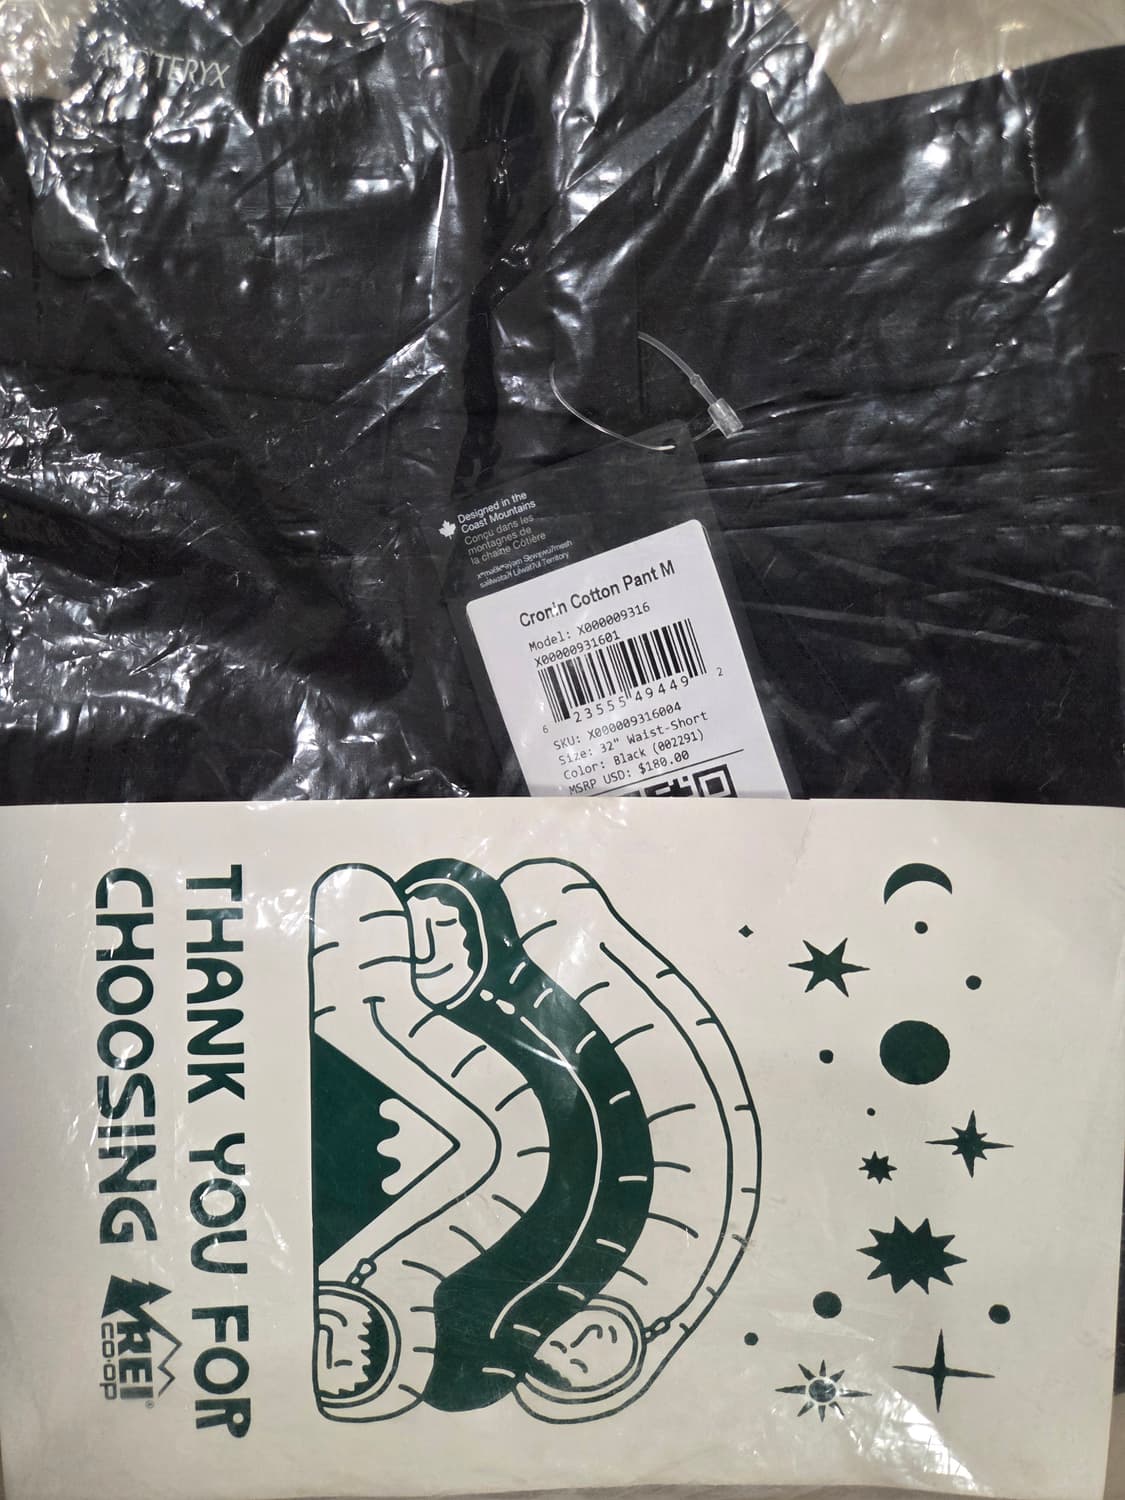 ARC'TERYX
Designed in the
Coast Mountains
Conçu dans les
montagnes de
la chaîne Côtière
Cronin Cotton Pant M
Model: X000009316
X00000931601
6 23555 49449 2
SKU: X000009316004
Size: 32" Waist-Short
Color: Black (002291)
MSRP USD: $180.00
THANK YOU FOR
CHOOSING REI
CO·OP